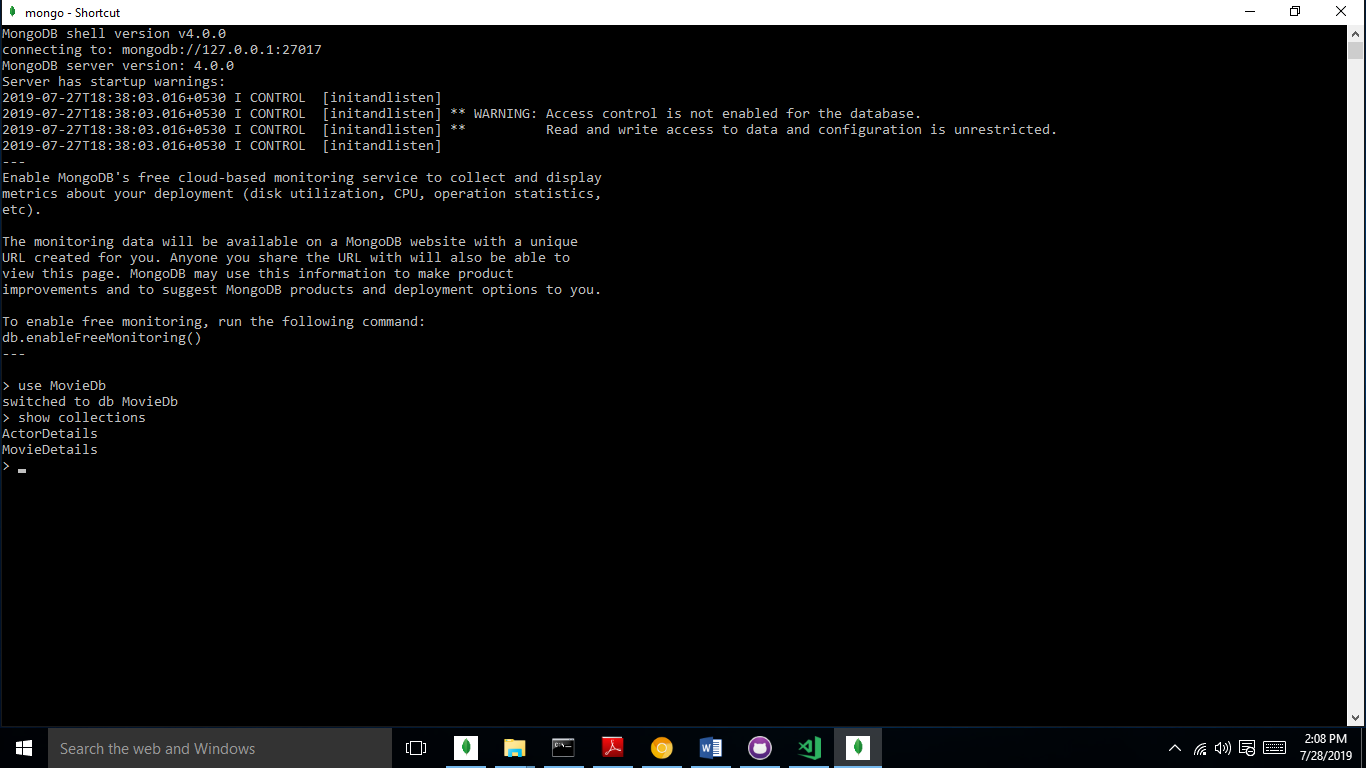 mongo - Shortcut
MongoDB shell version v4.0.0
connecting to: mongodb://127.0.0.1:27017
MongoDB server version: 4.0.0
Server has startup warnings:
2019-07-27T18:38:03.016+0530 I CONTROL  [initandlisten]
2019-07-27T18:38:03.016+0530 I CONTROL  [initandlisten] ** WARNING: Access control is not enabled for the database.
2019-07-27T18:38:03.016+0530 I CONTROL  [initandlisten] **          Read and write access to data and configuration is unrestricted.
2019-07-27T18:38:03.016+0530 I CONTROL  [initandlisten]
---
Enable MongoDB's free cloud-based monitoring service to collect and display
metrics about your deployment (disk utilization, CPU, operation statistics,
etc).
The monitoring data will be available on a MongoDB website with a unique
URL created for you. Anyone you share the URL with will also be able to
view this page. MongoDB may use this information to make product
improvements and to suggest MongoDB products and deployment options to you.
To enable free monitoring, run the following command:
db.enableFreeMonitoring()
---
> use MovieDb
switched to db MovieDb
> show collections
ActorDetails
MovieDetails
>
Search the web and Windows
2:08 PM
7/28/2019